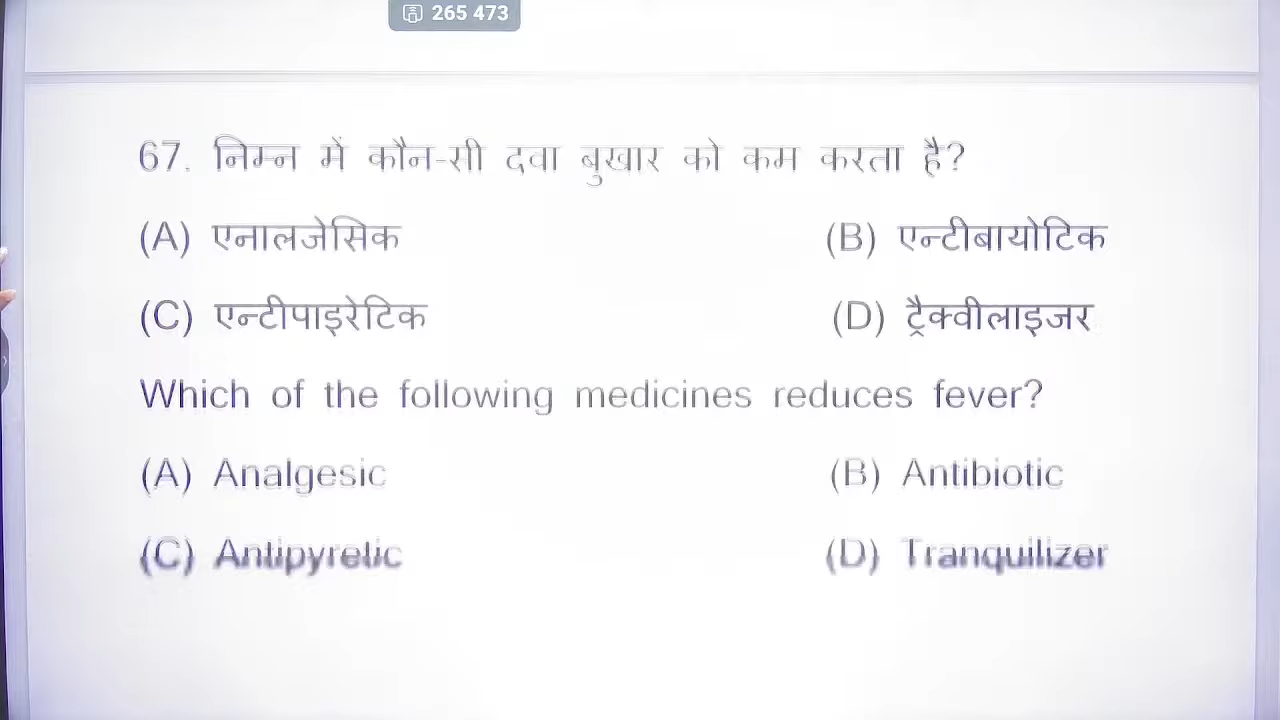 265 473
67. निम्न में कौन-सी दवा बुखार को कम करता है?
(A) एनालजेसिक (B) एन्टीबायोटिक
(C) एन्टीपाइरेटिक (D) ट्रैक्वीलाइजर
Which of the following medicines reduces fever?
(A) Analgesic (B) Antibiotic
(C) Antipyretic (D) Tranquilizer